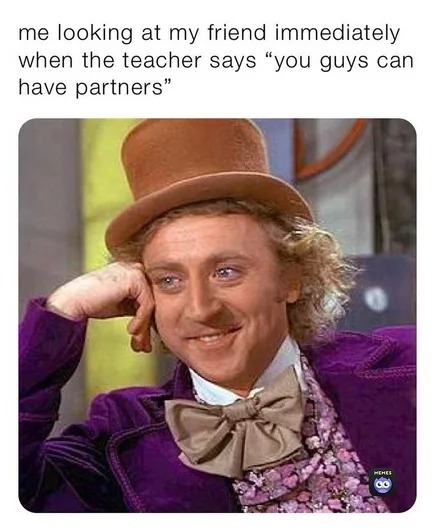 me looking at my friend immediately
when the teacher says “you guys can
have partners”
MEMES